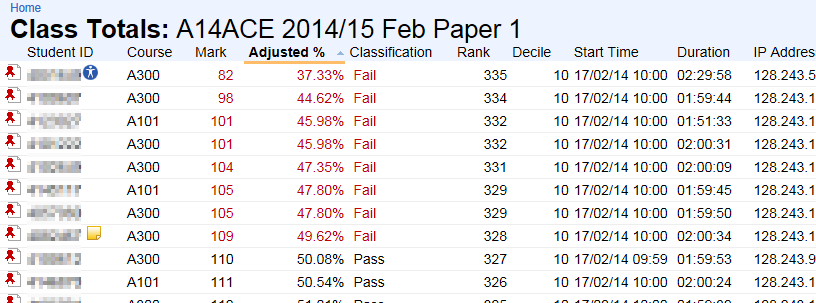 Home
Class Totals: A14ACE 2014/15 Feb Paper 1
Student ID Course Mark Adjusted % Classification Rank Decile Start Time Duration IP Addres
A300 82 37.33% Fail 335 10 17/02/14 10:00 02:29:58 128.243.5
A300 98 44.62% Fail 334 10 17/02/14 10:00 01:59:44 128.243.1
A101 101 45.98% Fail 332 10 17/02/14 10:00 01:51:33 128.243.1
A300 101 45.98% Fail 332 10 17/02/14 10:00 02:00:31 128.243.1
A300 104 47.35% Fail 331 10 17/02/14 10:00 02:00:09 128.243.1
A101 105 47.80% Fail 329 10 17/02/14 10:00 01:59:45 128.243.1
A300 105 47.80% Fail 329 10 17/02/14 10:00 01:59:50 128.243.1
A300 109 49.62% Fail 328 10 17/02/14 10:00 02:00:34 128.243.1
A300 110 50.08% Pass 327 10 17/02/14 09:59 01:59:53 128.243.9
A101 111 50.54% Pass 326 10 17/02/14 10:00 02:00:24 128.243.1